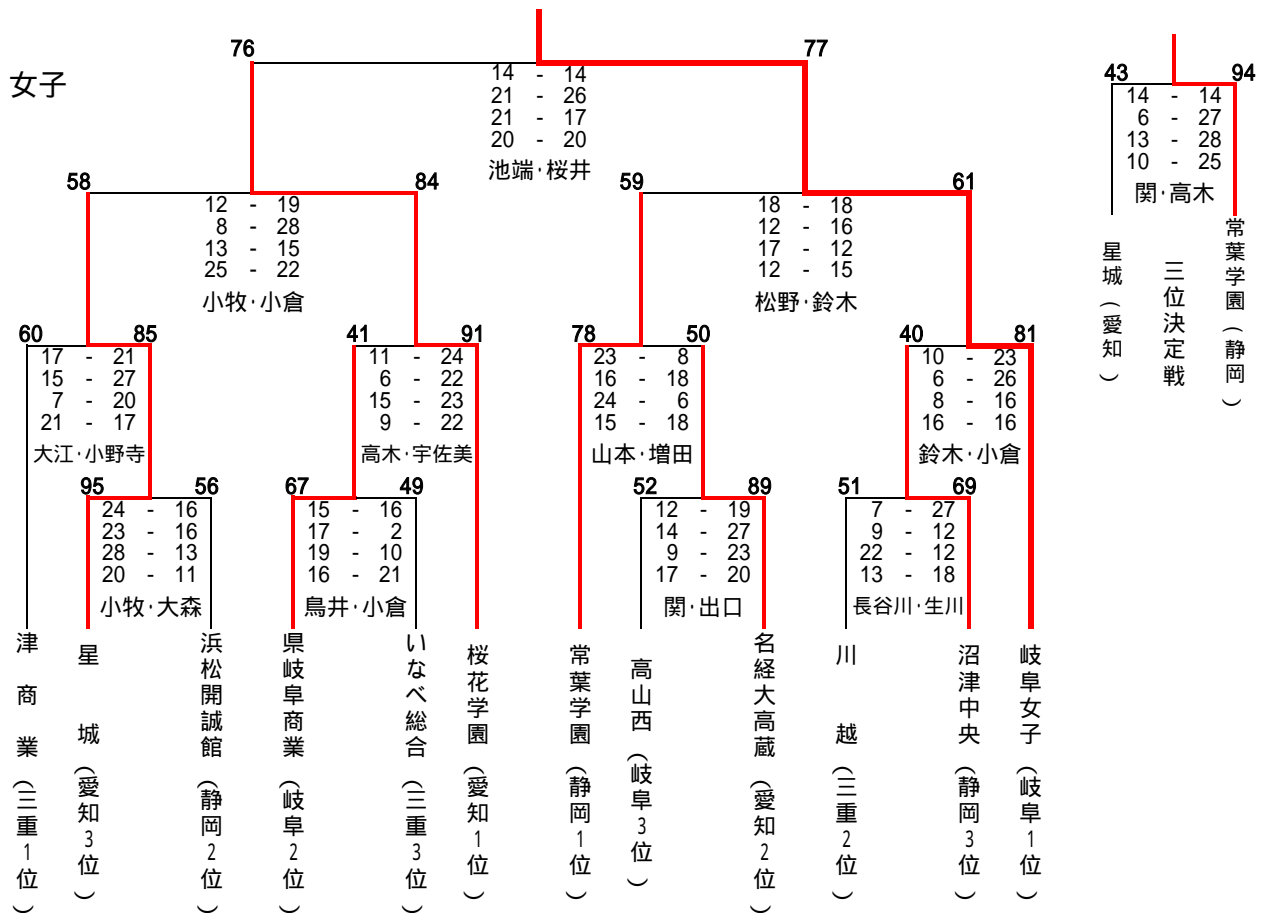 女子
76 77
14 - 14
21 - 26
21 - 17
20 - 20
池端・桜井
43 94
14 - 14
6 - 27
13 - 28
10 - 25
関・高木
星城（愛知）
三位決定戦
常葉学園（静岡）
58 84
12 - 19
8 - 28
13 - 15
25 - 22
小牧・小倉
59 61
18 - 18
12 - 16
17 - 12
12 - 15
松野・鈴木
60 85
17 - 21
15 - 27
7 - 20
21 - 17
大江・小野寺
41 91
11 - 24
6 - 22
15 - 23
9 - 22
高木・宇佐美
78 50
23 - 8
16 - 18
24 - 6
15 - 18
山本・増田
40 81
10 - 23
6 - 26
8 - 16
16 - 16
鈴木・小倉
95 56
24 - 16
23 - 16
28 - 13
20 - 11
小牧・大森
67 49
15 - 16
17 - 2
19 - 10
16 - 21
鳥井・小倉
52 89
12 - 19
14 - 27
9 - 23
17 - 20
関・出口
51 69
7 - 27
9 - 12
22 - 12
13 - 18
長谷川・生川
津商業（三重1位）
星城（愛知3位）
浜松開誠館（静岡2位）
県岐阜商業（岐阜2位）
いなべ総合（三重3位）
桜花学園（愛知1位）
常葉学園（静岡1位）
高山西（岐阜3位）
名経大高蔵（愛知2位）
川越（三重2位）
沼津中央（静岡3位）
岐阜女子（岐阜1位）